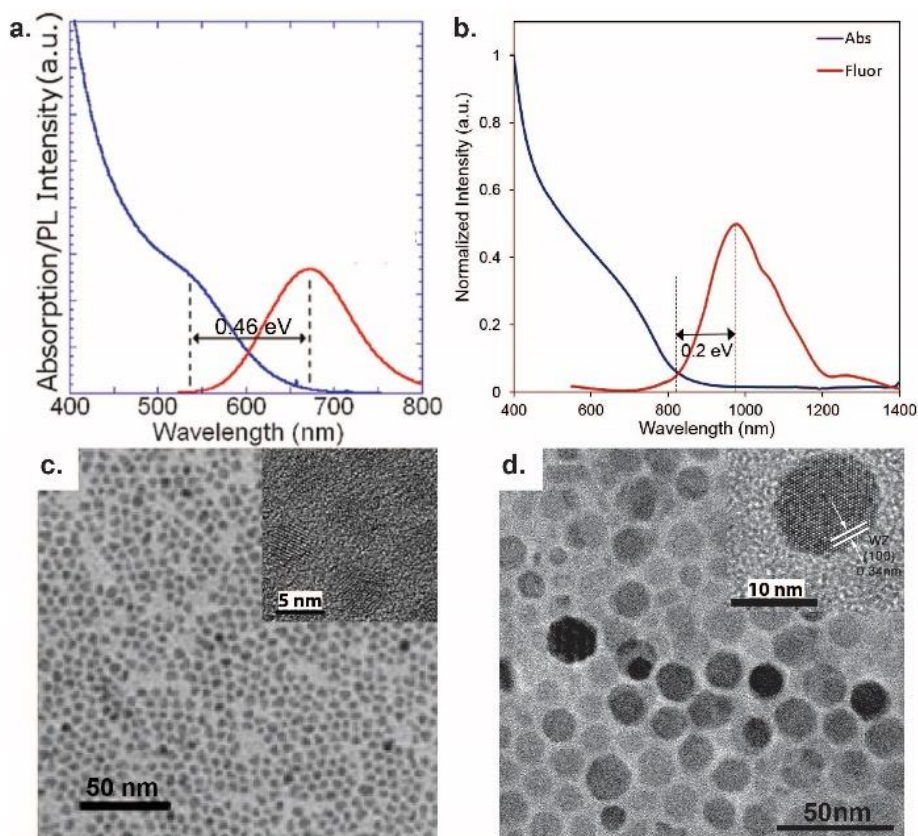 a.
Absorption/PL Intensity (a.u.)
0.46 eV
400 500 600 700 800
Wavelength (nm)
b.
Abs
Fluor
Normalized Intensity (a.u.)
1
0.8
0.6
0.4
0.2
0
0.2 eV
400 600 800 1000 1200 1400
Wavelength (nm)
c.
5 nm
50 nm
d.
WZ
(100)
0.34nm
10 nm
50nm